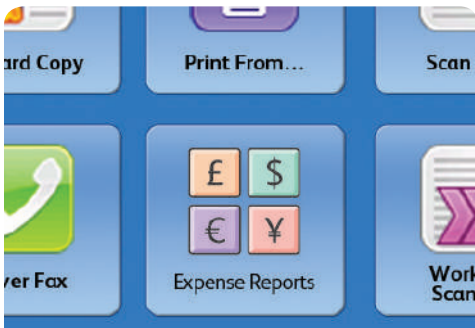 ard Copy
Print From...
Scan
£ $
€ ¥
ver Fax
Expense Reports
Work
Scan